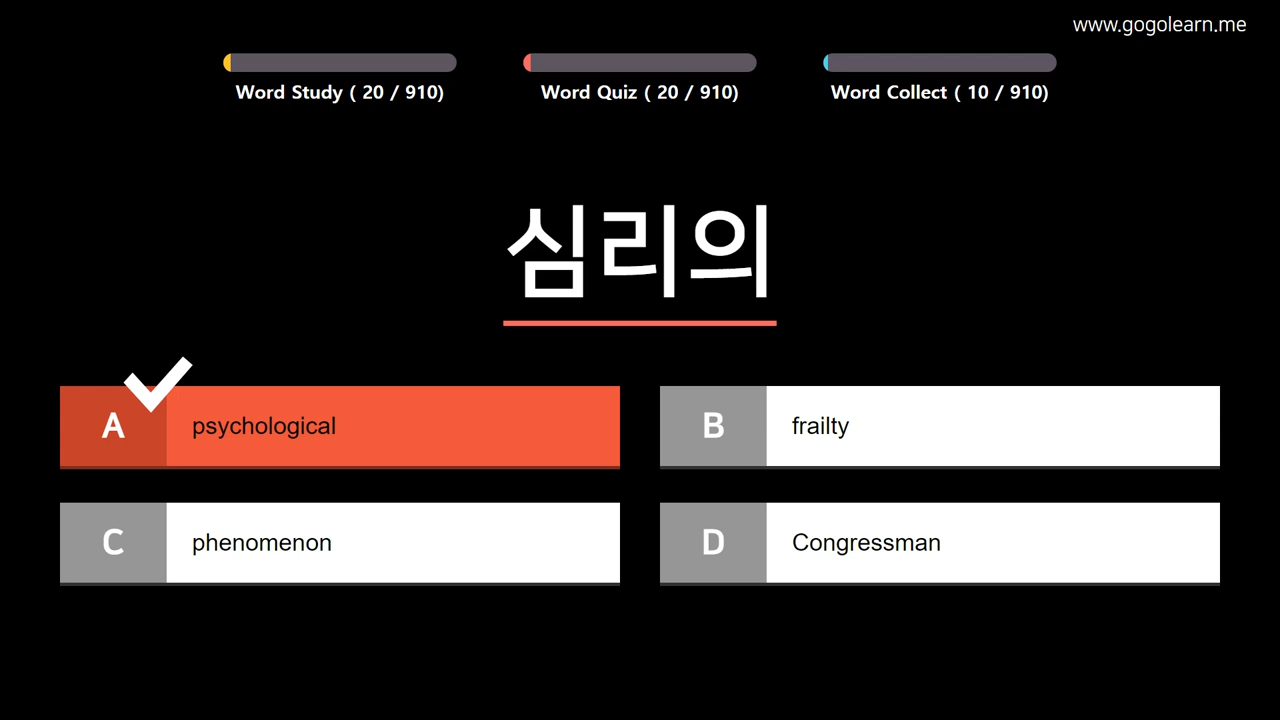 www.gogolearn.me
Word Study ( 20 / 910)
Word Quiz ( 20 / 910)
Word Collect ( 10 / 910)
심리의
A psychological
B frailty
C phenomenon
D Congressman